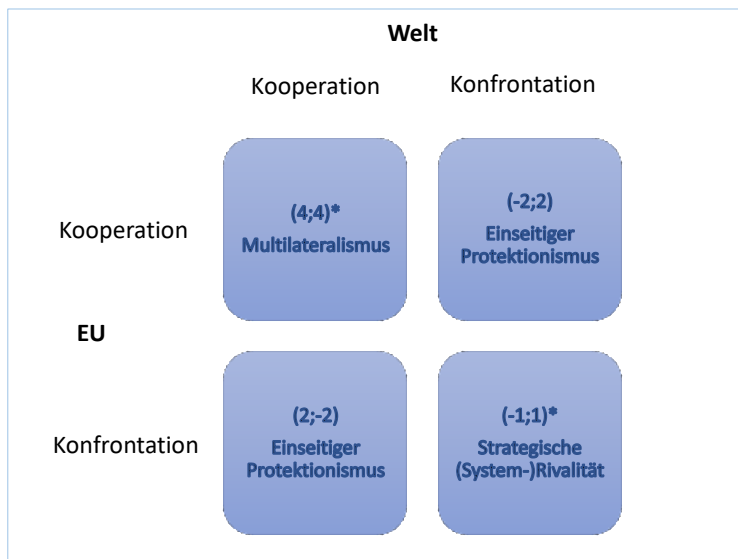 Welt
Kooperation
Konfrontation
Kooperation
(4;4)*
Multilateralismus
(-2;2)
Einseitiger
Protektionismus
EU
Konfrontation
(2;-2)
Einseitiger
Protektionismus
(-1;1)*
Strategische
(System-)Rivalität